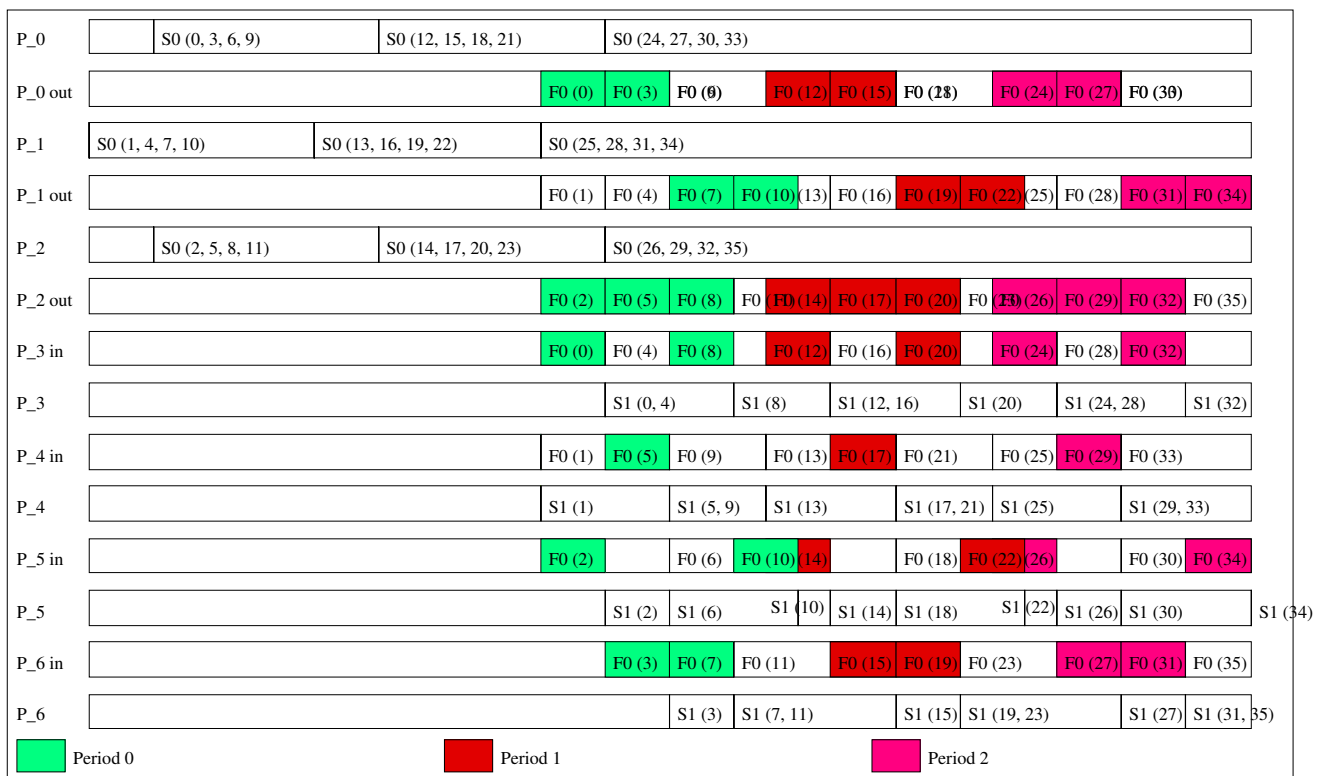 P_0 S0 (0, 3, 6, 9) S0 (12, 15, 18, 21) S0 (24, 27, 30, 33)
P_0 out F0 (0) F0 (3) F0 F0 (12) F0 (15) F0 F0 (24) F0 (27) F0
P_1 S0 (1, 4, 7, 10) S0 (13, 16, 19, 22) S0 (25, 28, 31, 34)
P_1 out F0 (1) F0 (4) F0 (7) F0 (10) (13) F0 (16) F0 (19) F0 (22) (25) F0 (28) F0 (31) F0 (34)
P_2 S0 (2, 5, 8, 11) S0 (14, 17, 20, 23) S0 (26, 29, 32, 35)
P_2 out F0 (2) F0 (5) F0 (8) F0 (14) F0 (17) F0 (20) F0 (26) F0 (29) F0 (32) F0 (35)
P_3 in F0 (0) F0 (4) F0 (8) F0 (12) F0 (16) F0 (20) F0 (24) F0 (28) F0 (32)
P_3 S1 (0, 4) S1 (8) S1 (12, 16) S1 (20) S1 (24, 28) S1 (32)
P_4 in F0 (1) F0 (5) F0 (9) F0 (13) F0 (17) F0 (21) F0 (25) F0 (29) F0 (33)
P_4 S1 (1) S1 (5, 9) S1 (13) S1 (17, 21) S1 (25) S1 (29, 33)
P_5 in F0 (2) F0 (6) F0 (10) (14) F0 (18) F0 (22) (26) F0 (30) F0 (34)
P_5 S1 (2) S1 (6) S1 (10) S1 (14) S1 (18) S1 (22) S1 (26) S1 (30) S1 (34)
P_6 in F0 (3) F0 (7) F0 (11) F0 (15) F0 (19) F0 (23) F0 (27) F0 (31) F0 (35)
P_6 S1 (3) S1 (7, 11) S1 (15) S1 (19, 23) S1 (27) S1 (31, 35)
Period 0 Period 1 Period 2